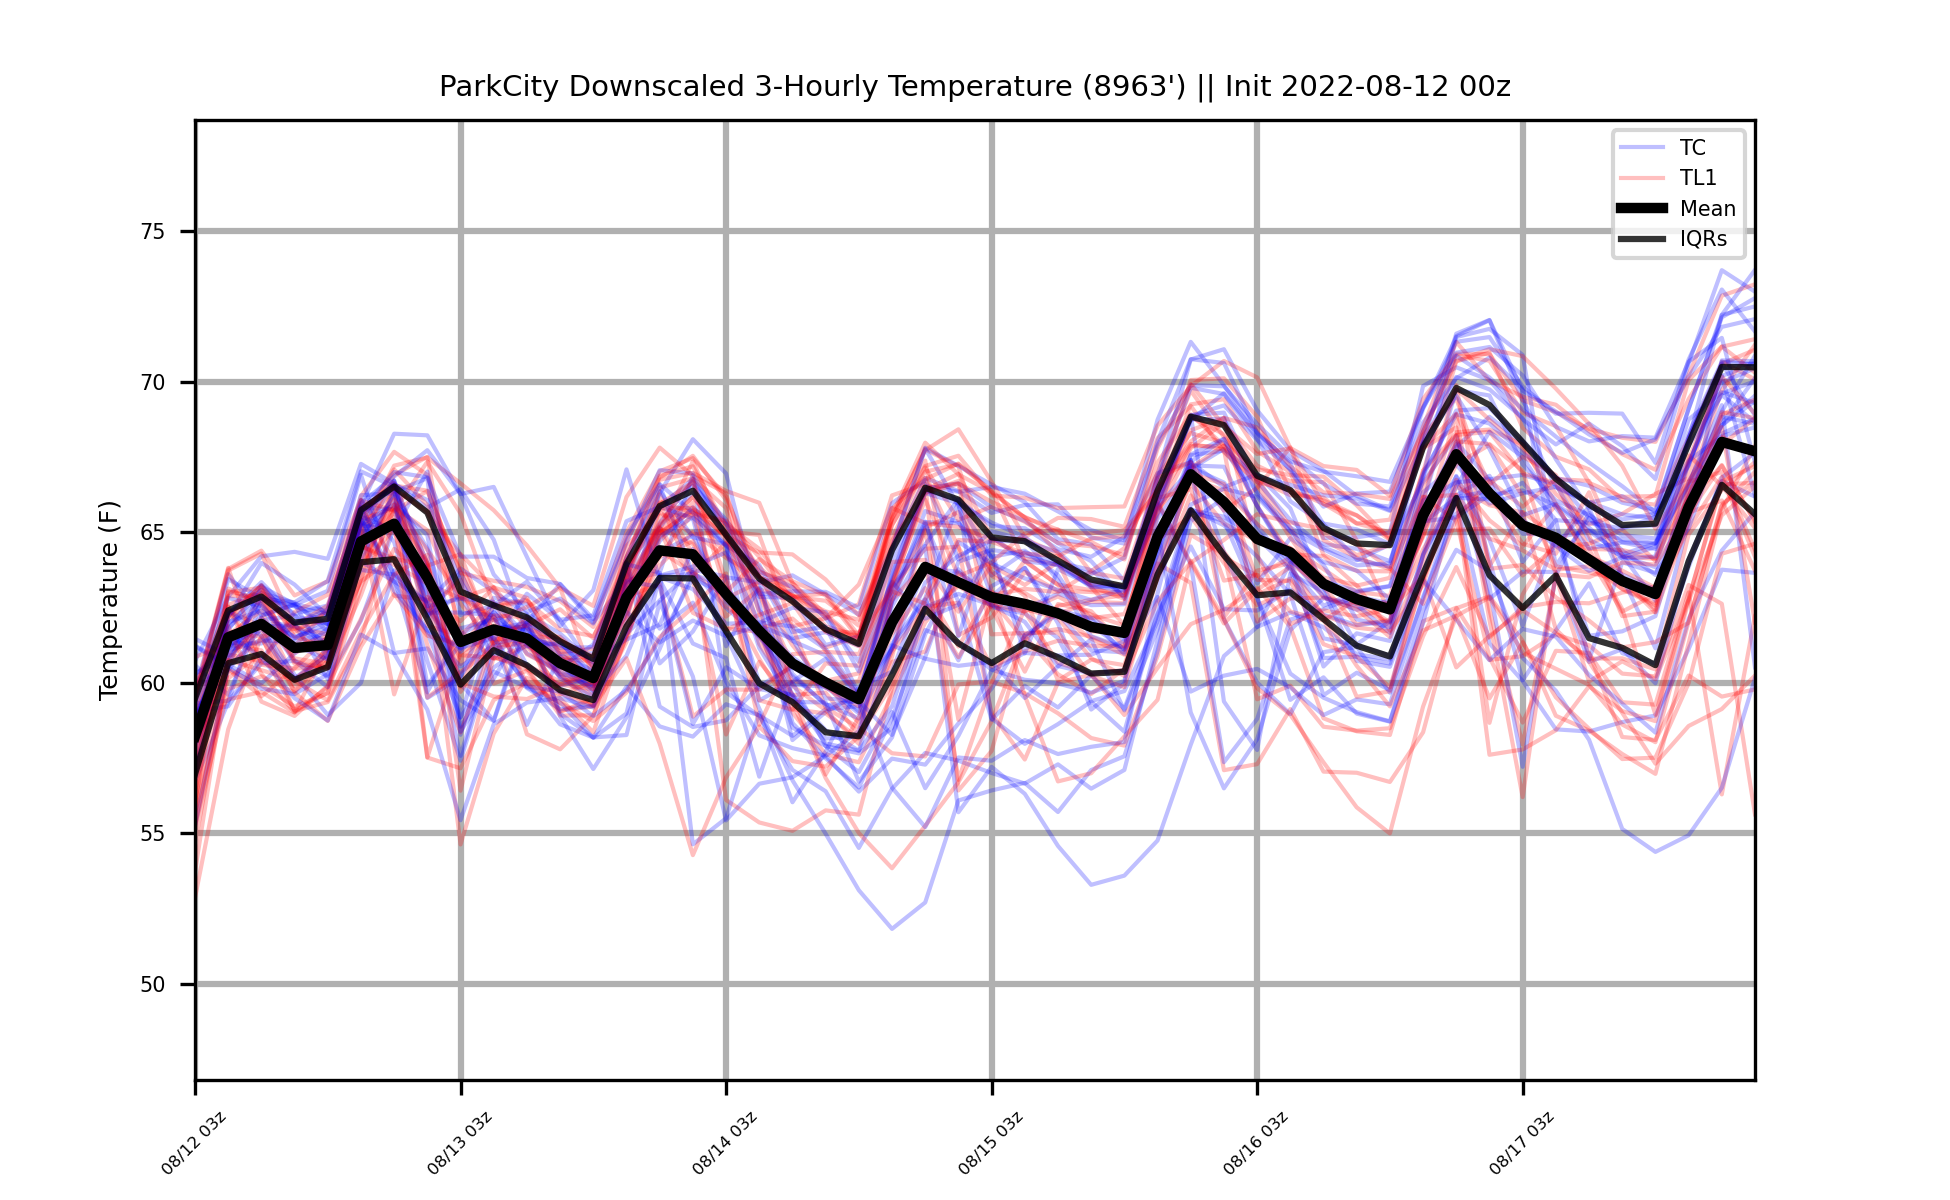 ParkCity Downscaled 3-Hourly Temperature (8963') || Init 2022-08-12 00z
TC
TL1
Mean
IQRs
Temperature (F)
75
70
65
60
55
50
08/12 03z
08/13 03z
08/14 03z
08/15 03z
08/16 03z
08/17 03z